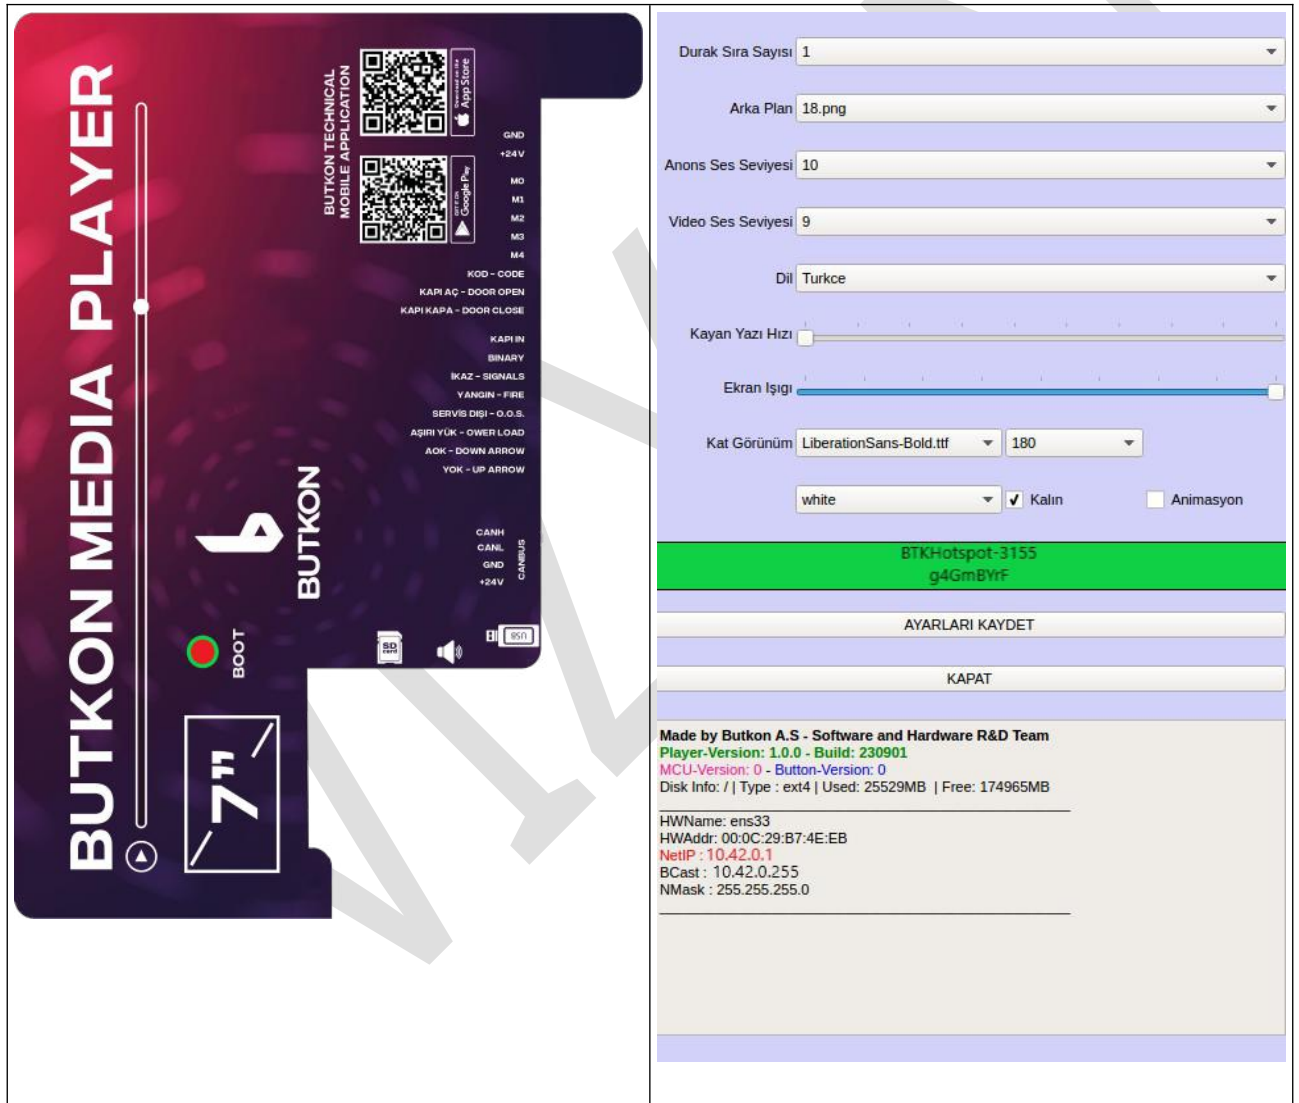 BUTKON MEDIA PLAYER
7"
BOOT
BUTKON
BUTKON TECHNICAL
MOBILE APPLICATION
Download on the
App Store
GET IT ON
Google Play
GND
+24V
M0
M1
M2
M3
M4
KOD - CODE
KAPI AÇ - DOOR OPEN
KAPI KAPA - DOOR CLOSE
KAPI IN
BINARY
İKAZ - SIGNALS
YANGIN - FIRE
SERVİS DIŞI - O.O.S.
AŞIRI YÜK - OWER LOAD
AOK - DOWN ARROW
YOK - UP ARROW
CANH
CANL
GND
+24V
CANBUS
SD
card
USB
Durak Sıra Sayısı 1
Arka Plan 18.png
Anons Ses Seviyesi 10
Video Ses Seviyesi 9
Dil Turkce
Kayan Yazı Hızı
Ekran Işıgı
Kat Görünüm LiberationSans-Bold.ttf 180
white Kalın Animasyon
BTKHotspot-3155
g4GmBYrF
AYARLARI KAYDET
KAPAT
Made by Butkon A.S - Software and Hardware R&D Team
Player-Version: 1.0.0 - Build: 230901
MCU-Version: 0 - Button-Version: 0
Disk Info: / | Type : ext4 | Used: 25529MB | Free: 174965MB
HWName: ens33
HWAddr: 00:0C:29:B7:4E:EB
NetIP : 10.42.0.1
BCast : 10.42.0.255
NMask : 255.255.255.0